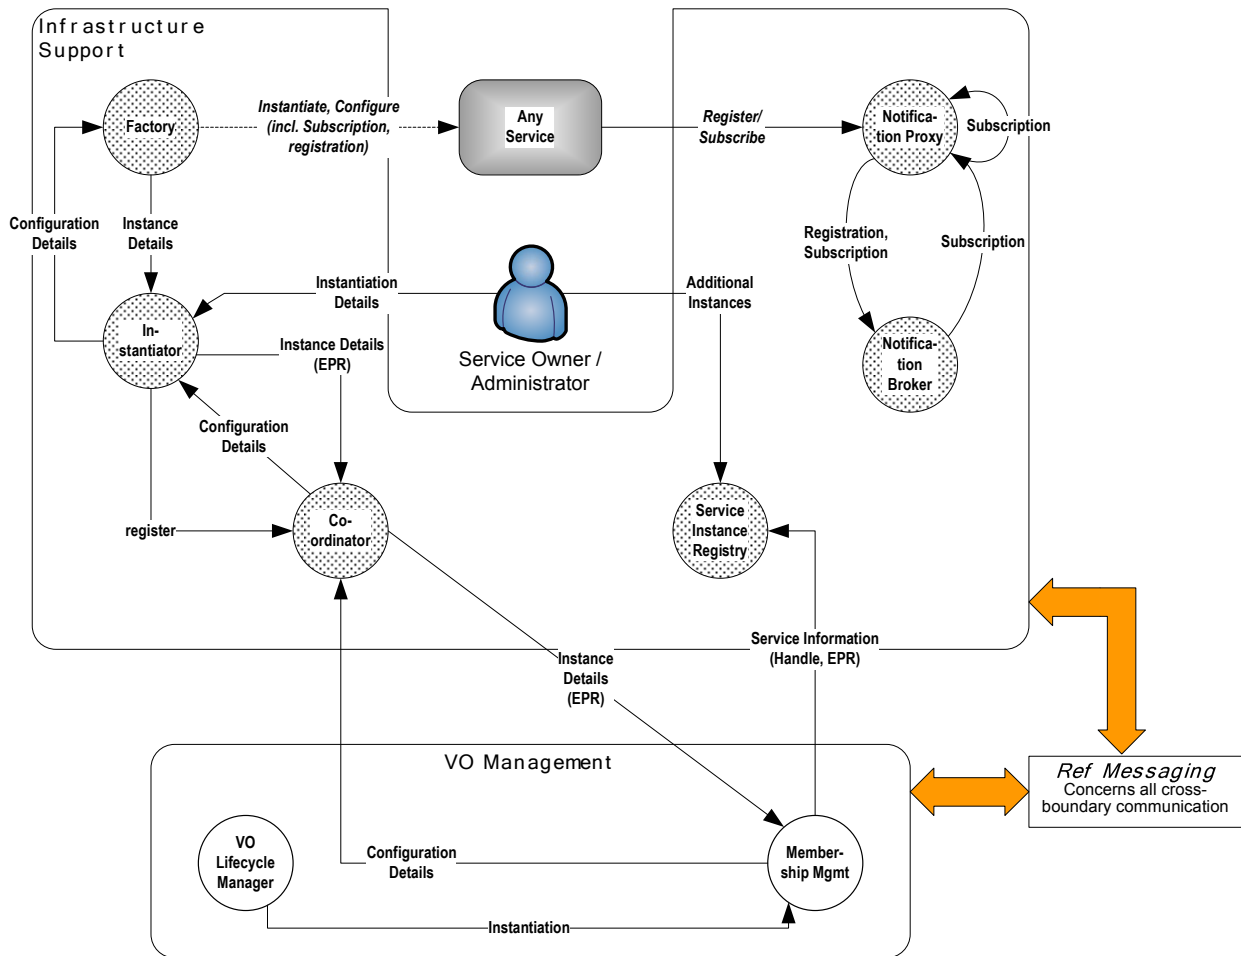 Infrastructure
Support
Factory
Instantiate, Configure
(incl. Subscription,
registration)
Any
Service
Register/
Subscribe
Notifica-
tion Proxy
Subscription
Configuration
Details
Instance
Details
Registration,
Subscription
Subscription
Instantiation
Details
Additional
Instances
In-
stantiator
Instance Details
(EPR)
Service Owner /
Administrator
Notifica-
tion
Broker
Configuration
Details
register
Co-
ordinator
Service
Instance
Registry
Service Information
(Handle, EPR)
Instance
Details
(EPR)
VO Management
Ref Messaging
Concerns all cross-
boundary communication
VO
Lifecycle
Manager
Configuration
Details
Member-
ship Mgmt
Instantiation